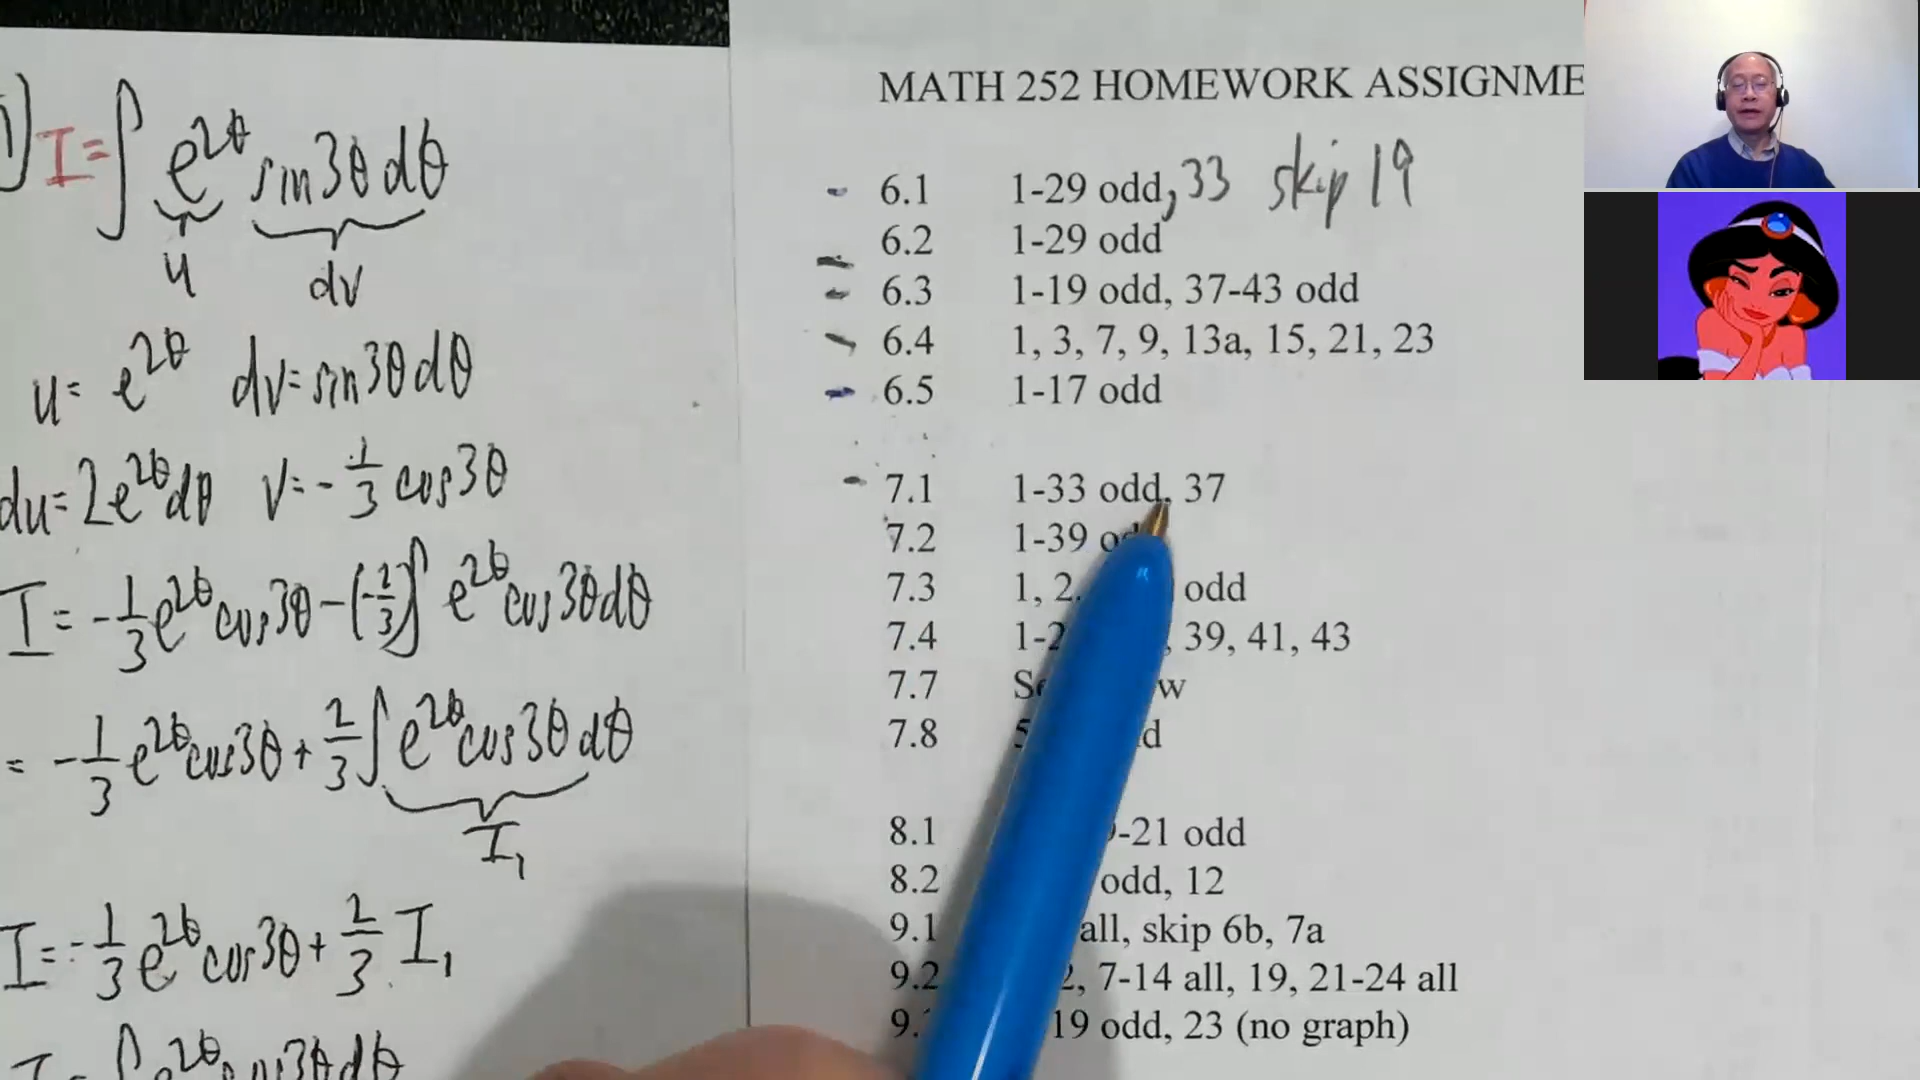 1) I = ∫ e^{2θ} sin3θ dθ
u dv
u = e^{2θ} dv = sin3θ dθ
du = 2e^{2θ} dθ v = -1/3 cos3θ
I = -1/3 e^{2θ} cos3θ - (-2/3) ∫ e^{2θ} cos3θ dθ
= -1/3 e^{2θ} cos3θ + 2/3 ∫ e^{2θ} cos3θ dθ
I₁
I = -1/3 e^{2θ} cos3θ + 2/3 I₁
∫ e^{2θ} cos3θ dθ
MATH 252 HOMEWORK
6.1 1-29 odd, 33 skip 19
6.2 1-29 odd
6.3 1-19 odd, 37-43 odd
6.4 1, 3, 7, 9, 13a, 15, 21, 23
6.5 1-17 odd
7.1 1-33 odd, 37
7.2 1-39
7.3 1, 2, odd
7.4 39, 41, 43
7.7
7.8
8.1 -21 odd
8.2 odd, 12
9.1 all, skip 6b, 7a
9.2 7-14 all, 19, 21-24 all
19 odd, 23 (no graph)